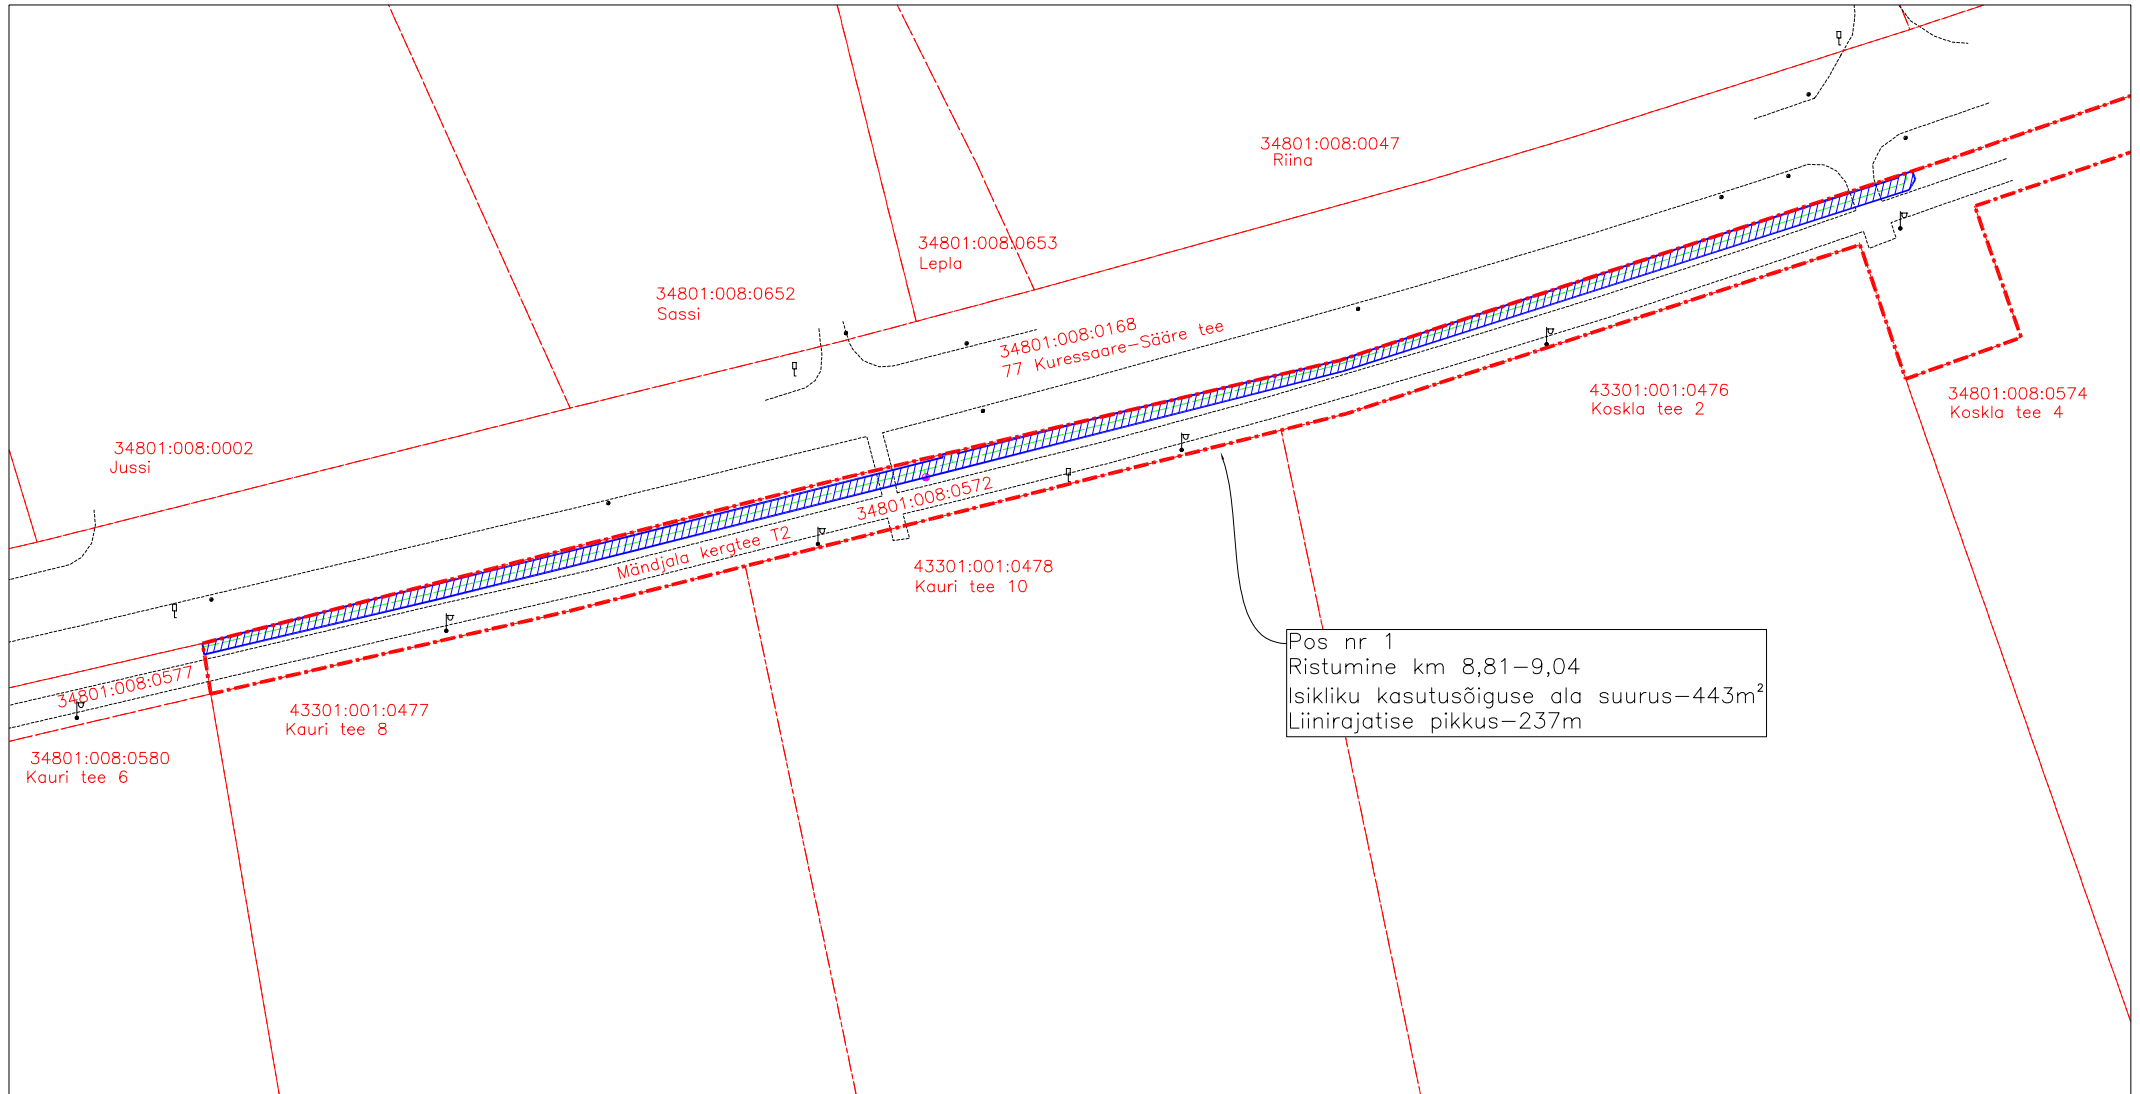 34801:008:0047
Riina
34801:008:0653
Lepla
34801:008:0652
Sassi
34801:008:0168
77 Kuressaare-Sääre tee
43301:001:0476
Koskla tee 2
34801:008:0574
Koskla tee 4
34801:008:0002
Jussi
34801:008:0572
Mändjala kergtee T2
43301:001:0478
Kauri tee 10
Pos nr 1
Ristumine km 8,81-9,04
Isikliku kasutusõiguse ala suurus-443m²
Liinirajatise pikkus-237m
34801:008:0577
43301:001:0477
Kauri tee 8
34801:008:0580
Kauri tee 6